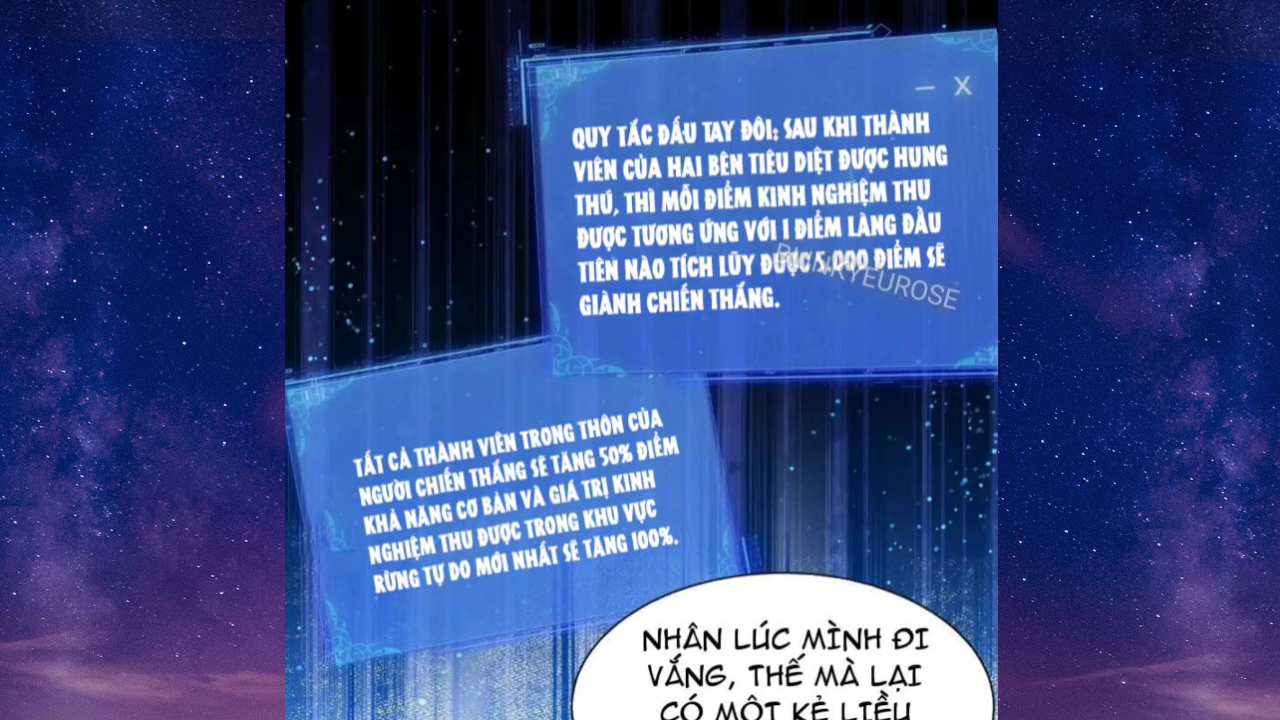 QUY TẮC ĐẤU TAY ĐÔI: SAU KHI THÀNH
VIÊN CỦA HAI BÊN TIÊU DIỆT ĐƯỢC HUNG
THÚ, THÌ MỖI ĐIỂM KINH NGHIỆM THU
ĐƯỢC TƯƠNG ỨNG VỚI 1 ĐIỂM LÀNG ĐẦU
TIÊN NÀO TÍCH LŨY ĐƯỢC 5,000 ĐIỂM SẼ
GIÀNH CHIẾN THẮNG.
TẤT CẢ THÀNH VIÊN TRONG THÔN CỦA
NGƯỜI CHIẾN THẮNG SẼ TĂNG 50% ĐIỂM
KHẢ NĂNG CƠ BẢN VÀ GIÁ TRỊ KINH
NGHIỆM THU ĐƯỢC TRONG KHU VỰC
RỪNG TỰ DO MỚI NHẤT SẼ TĂNG 100%.
NHÂN LÚC MÌNH ĐI
VẮNG, THẾ MÀ LẠI
CÓ MỘT KẺ LIỀU